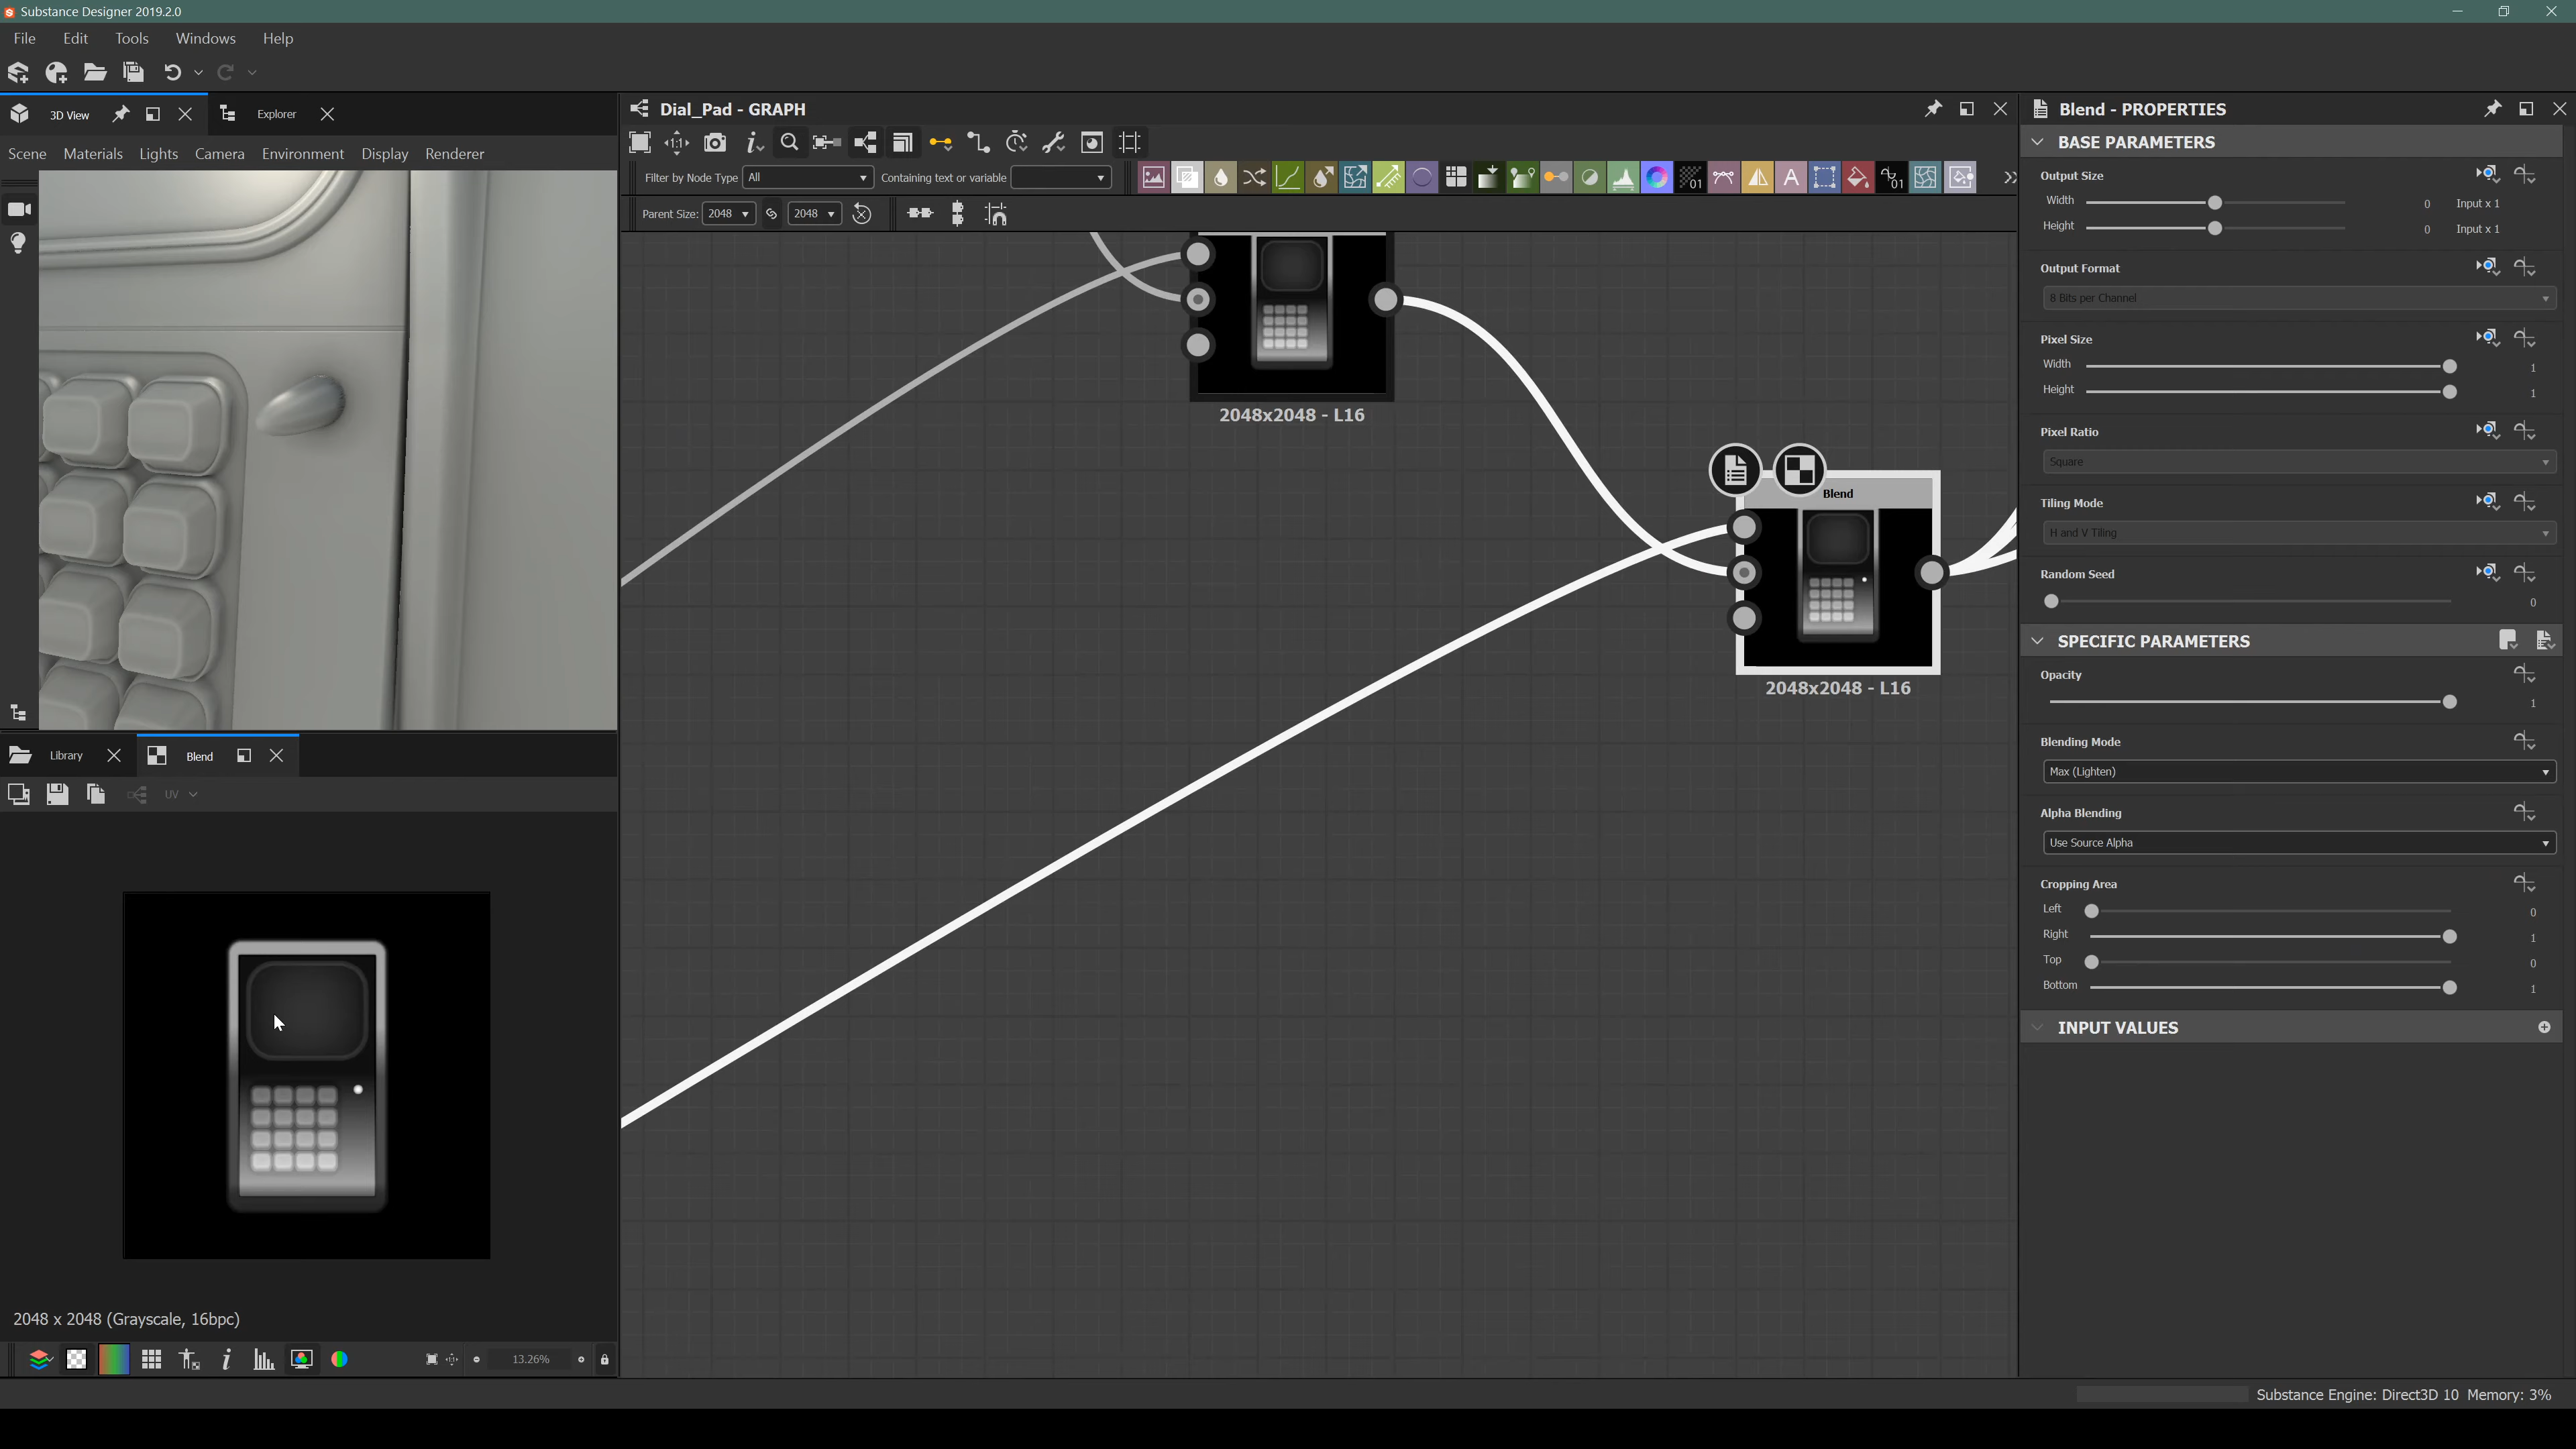 Substance Designer 2019.2.0
File Edit Tools Windows Help
3D View Explorer
Scene Materials Lights Camera Environment Display Renderer
Library Blend
UV
2048 x 2048 (Grayscale, 16bpc)
13.26%
Dial_Pad - GRAPH
1:1
Filter by Node Type All Containing text or variable
01 A 01
Parent Size: 2048 2048
2048x2048 - L16
Blend
2048x2048 - L16
Blend - PROPERTIES
BASE PARAMETERS
Output Size
Width 0 Input x 1
Height 0 Input x 1
Output Format
8 Bits per Channel
Pixel Size
Width 1
Height 1
Pixel Ratio
Square
Tiling Mode
H and V Tiling
Random Seed
0
SPECIFIC PARAMETERS
Opacity
1
Blending Mode
Max (Lighten)
Alpha Blending
Use Source Alpha
Cropping Area
Left 0
Right 1
Top 0
Bottom 1
INPUT VALUES
Substance Engine: Direct3D 10 Memory: 3%